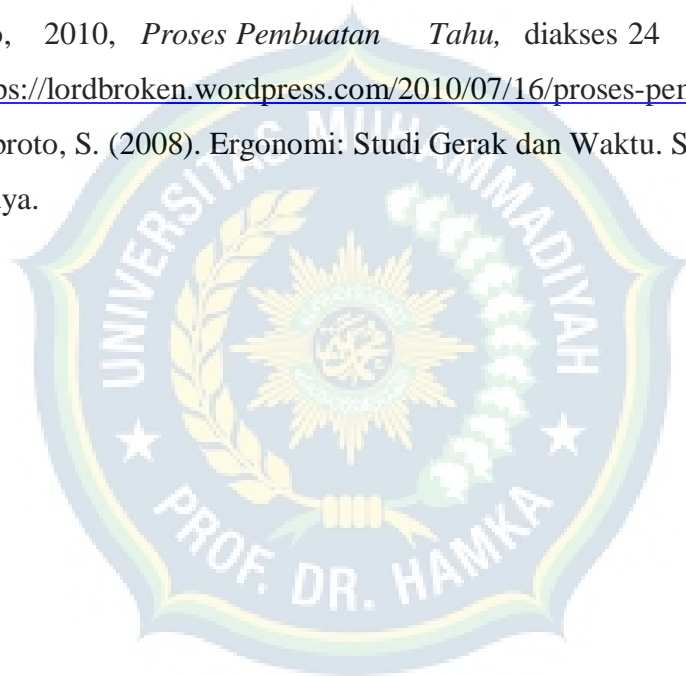 o, 2010, Proses Pembuatan Tahu, diakses 24
ps://lordbroken.wordpress.com/2010/07/16/proses-per
proto, S. (2008). Ergonomi: Studi Gerak dan Waktu. S
ya.
UNIVERSITAS MUHAMMADIYAH
PROF. DR. HAMKA